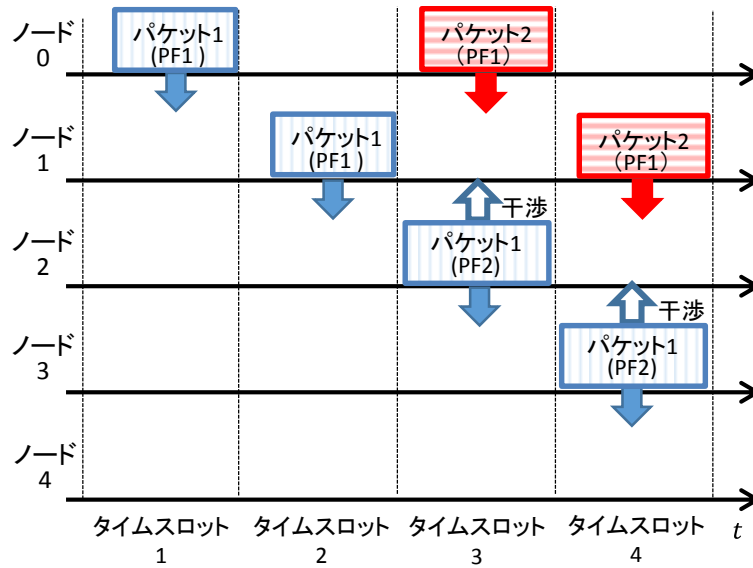 ノード
0
パケット1
(PF1)
パケット2
(PF1)
ノード
1
パケット1
(PF1)
パケット2
(PF1)
干渉
ノード
2
パケット1
(PF2)
干渉
ノード
3
パケット1
(PF2)
ノード
4
タイムスロット
1
タイムスロット
2
タイムスロット
3
タイムスロット
4
t